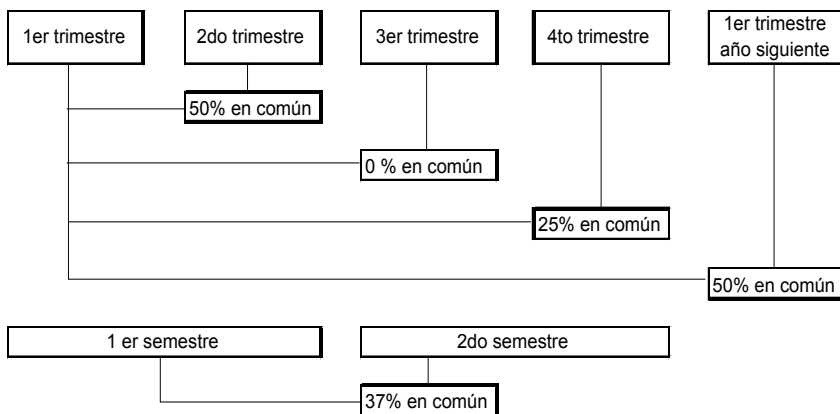 1er trimestre
2do trimestre
3er trimestre
4to trimestre
1er trimestre
año siguiente
50% en común
0 % en común
25% en común
50% en común
1 er semestre
2do semestre
37% en común